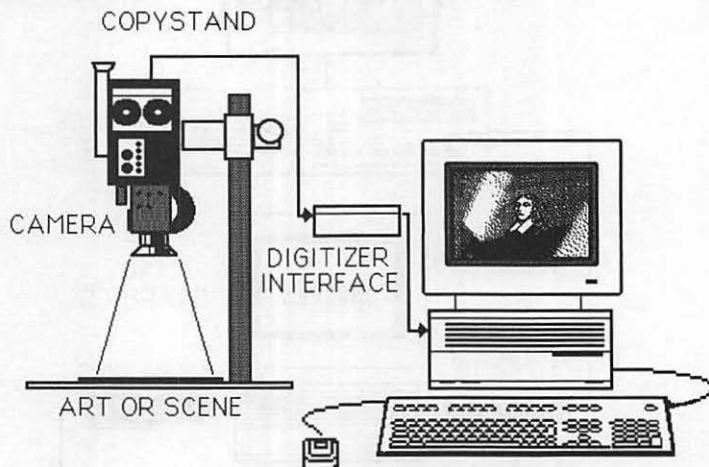 COPYSTAND
CAMERA
DIGITIZER
INTERFACE
ART OR SCENE